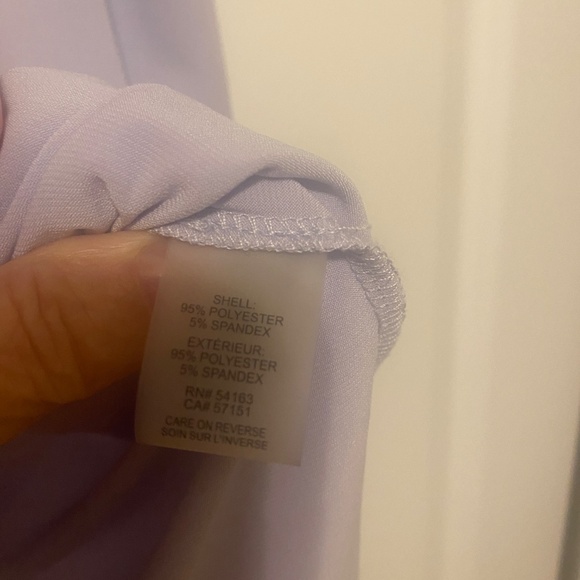 SHELL:
95% POLYESTER
5% SPANDEX
EXTÉRIEUR:
95% POLYESTER
5% SPANDEX
RN# 54163
CA# 57151
CARE ON REVERSE
SOIN SUR L'INVERSE